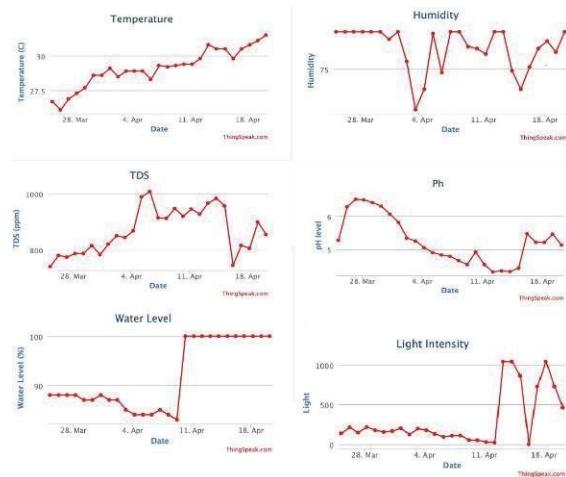 Temperature
Temperature (C)
30
27.5
28. Mar
4. Apr
11. Apr
18. Apr
Date
ThingSpeak.com
Humidity
Humidity
75
28. Mar
4. Apr
11. Apr
18. Apr
Date
ThingSpeak.com
TDS
TDS (ppm)
1000
800
28. Mar
4. Apr
11. Apr
18. Apr
Date
ThingSpeak.com
Ph
pH level
6
5
28. Mar
4. Apr
11. Apr
18. Apr
Date
ThingSpeak.com
Water Level
Water Level (%)
100
90
28. Mar
4. Apr
11. Apr
18. Apr
Date
ThingSpeak.com
Light Intensity
Light
1000
500
0
28. Mar
4. Apr
11. Apr
18. Apr
Date
ThingSpeak.com